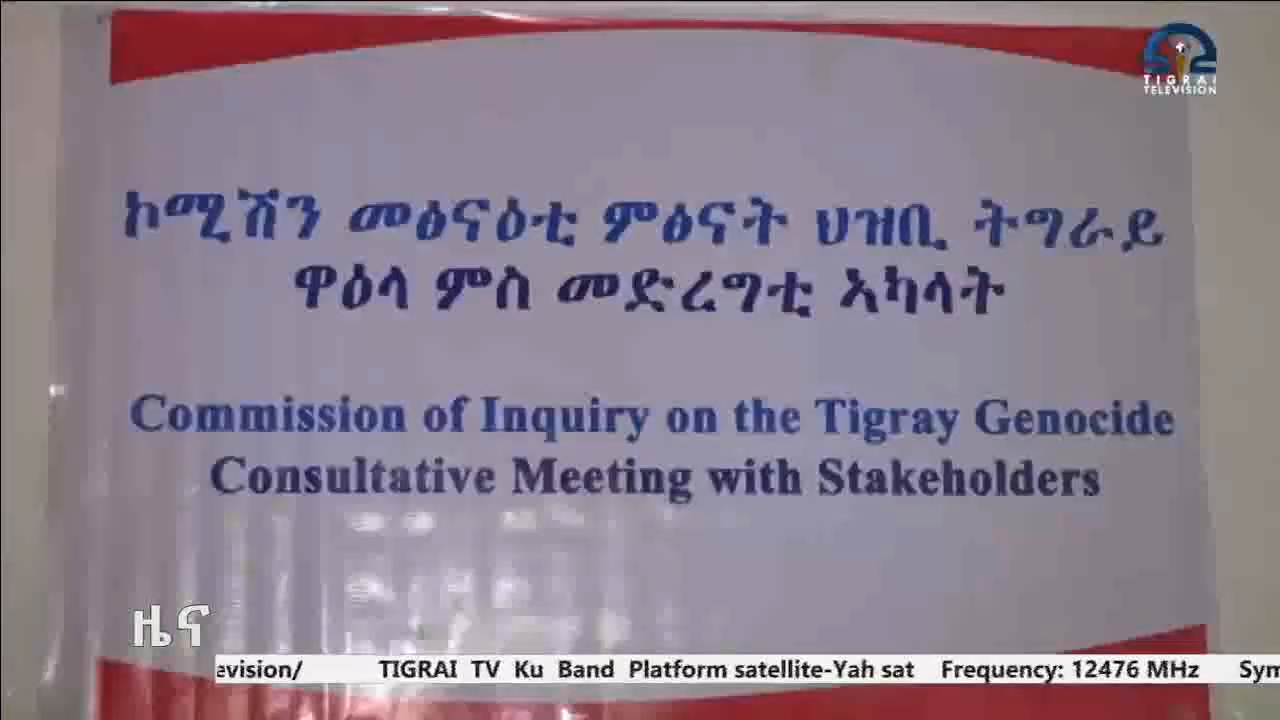 TIGRAI
TELEVISION
ኮሚሽን መፅናዕቲ ምፅናት ህዝቢ ትግራይ
ዋዕላ ምስ መድረግቲ ኣካላት
Commission of Inquiry on the Tigray Genocide
Consultative Meeting with Stakeholders
ዜና
evision/ TIGRAI TV Ku Band Platform satellite-Yah sat Frequency: 12476 MHz Sym